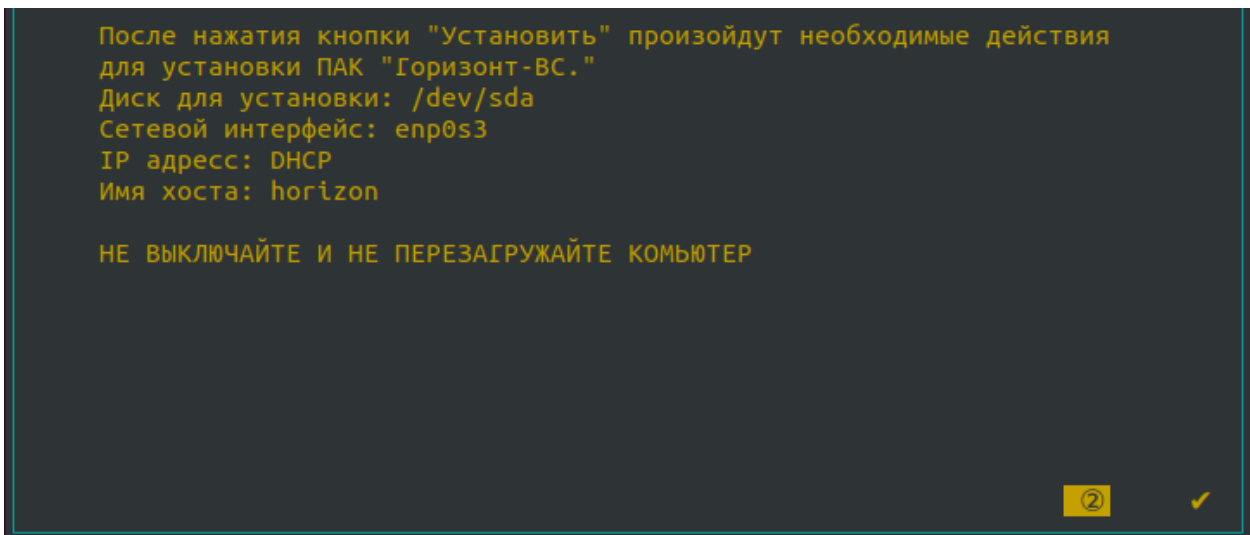 После нажатия кнопки "Установить" произойдут необходимые действия
для установки ПАК "Горизонт-ВС."
Диск для установки: /dev/sda
Сетевой интерфейс: enp0s3
IP адресс: DHCP
Имя хоста: horizon
НЕ ВЫКЛЮЧАЙТЕ И НЕ ПЕРЕЗАГРУЖАЙТЕ КОМЬЮТЕР
② ✔